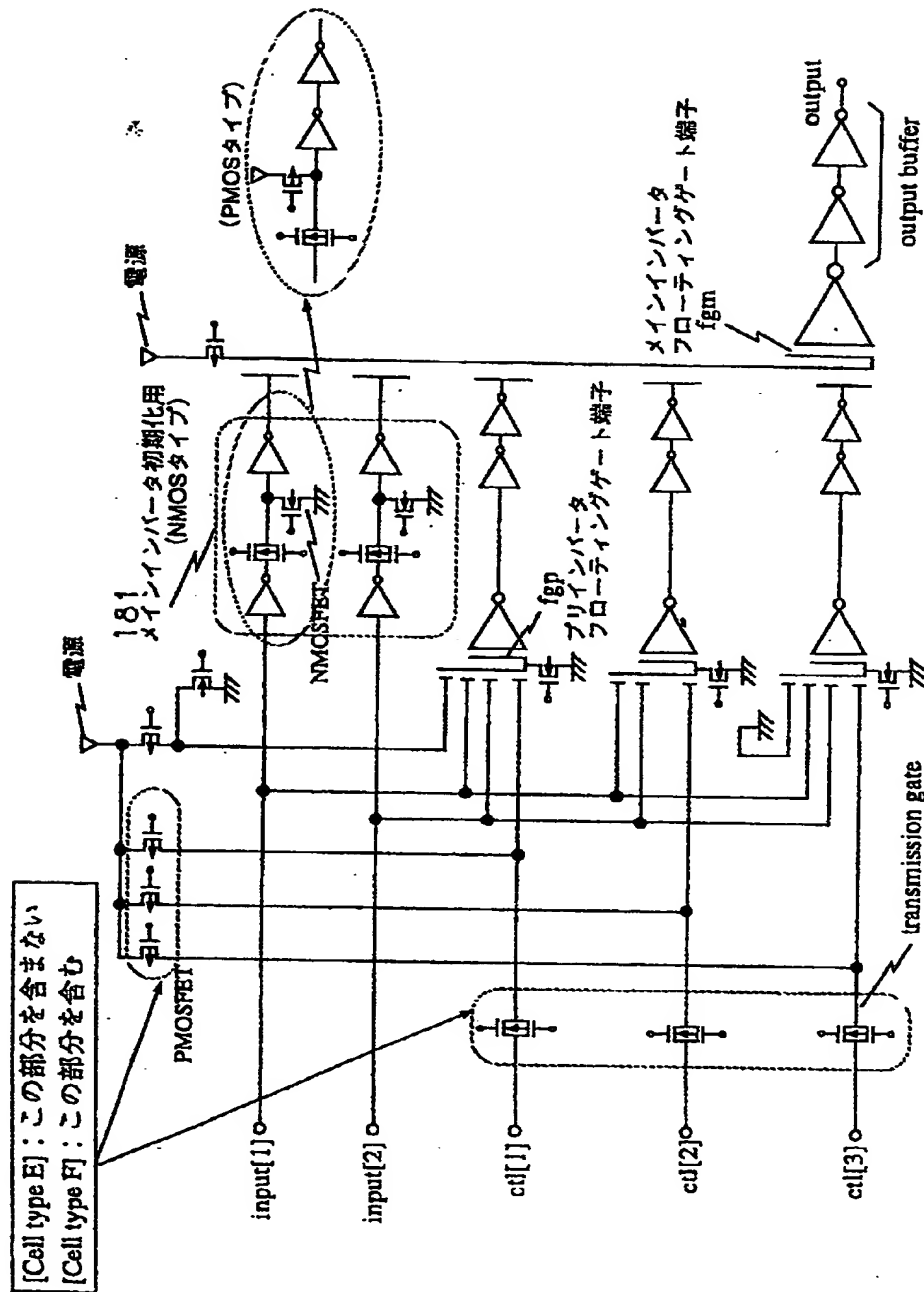 [Cell type E]：この部分を含まない
[Cell type F]：この部分を含む
PMOSFET
電源
181
メインインバータ初期化用
(NMOSタイプ)
NMOSFET
電源
(PMOSタイプ)
input[1]
input[2]
ctl[1]
ctl[2]
ctl[3]
transmission gate
fgp
プリインバータ
フローティングゲート端子
メインインバータ
フローティングゲート端子
fgm
output
output buffer